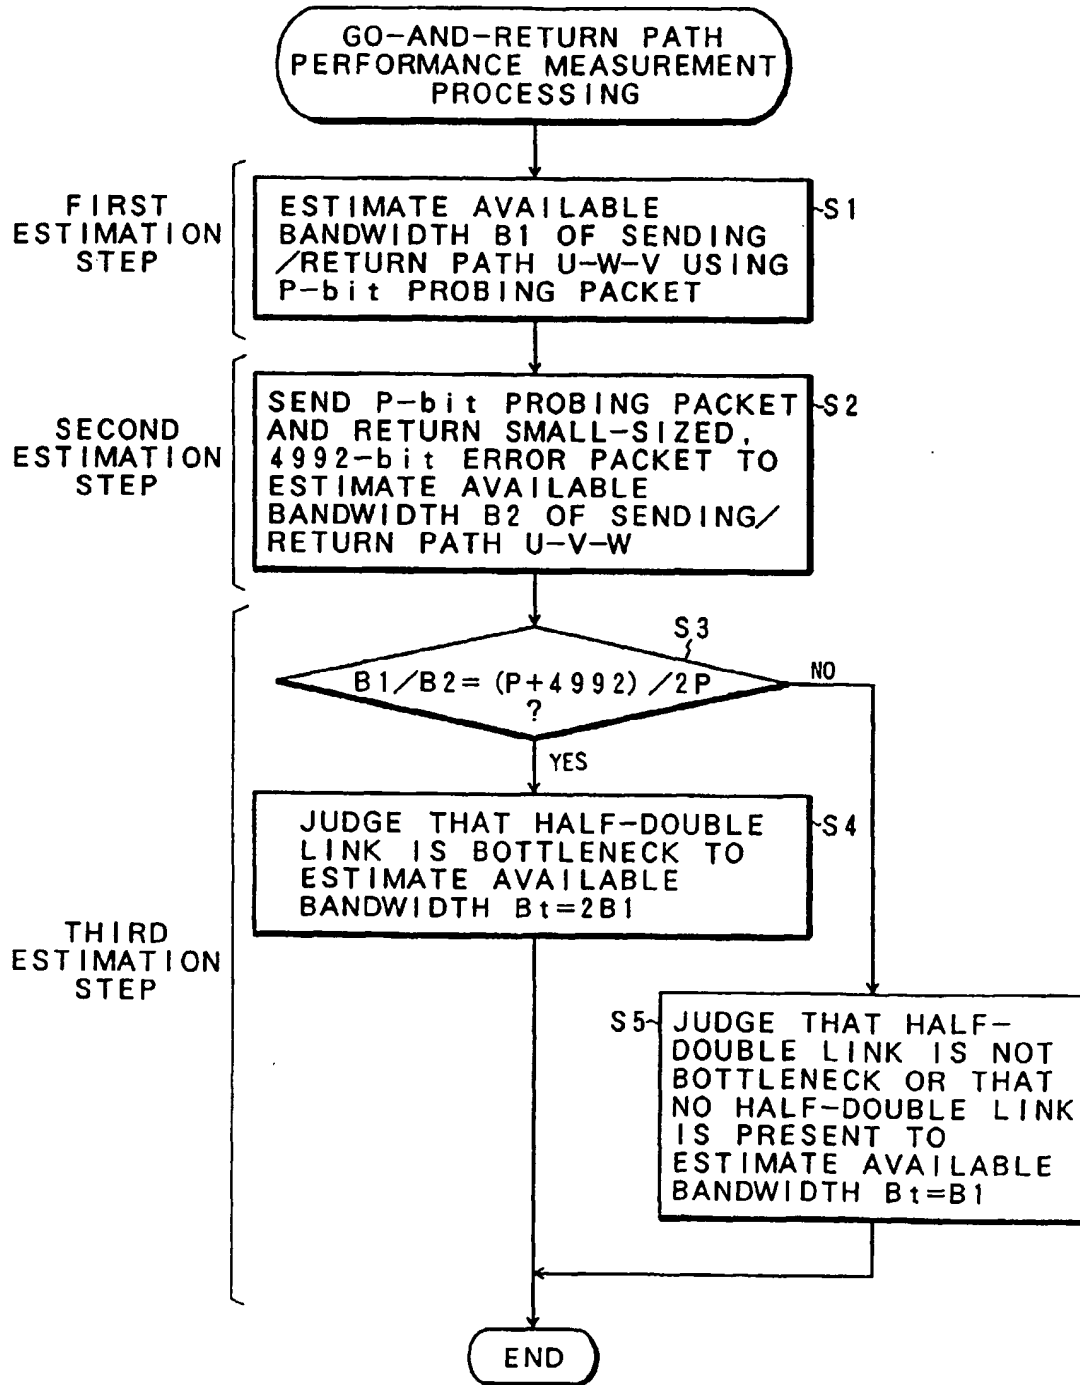 GO-AND-RETURN PATH
PERFORMANCE MEASUREMENT
PROCESSING
FIRST
ESTIMATION
STEP
ESTIMATE AVAILABLE
BANDWIDTH B1 OF SENDING
/RETURN PATH U-W-V USING
P-bit PROBING PACKET
S1
SECOND
ESTIMATION
STEP
SEND P-bit PROBING PACKET
AND RETURN SMALL-SIZED,
4992-bit ERROR PACKET TO
ESTIMATE AVAILABLE
BANDWIDTH B2 OF SENDING/
RETURN PATH U-V-W
S2
THIRD
ESTIMATION
STEP
S3
B1/B2=(P+4992)/2P
?
NO
YES
JUDGE THAT HALF-DOUBLE
LINK IS BOTTLENECK TO
ESTIMATE AVAILABLE
BANDWIDTH Bt=2B1
S4
S5
JUDGE THAT HALF-
DOUBLE LINK IS NOT
BOTTLENECK OR THAT
NO HALF-DOUBLE LINK
IS PRESENT TO
ESTIMATE AVAILABLE
BANDWIDTH Bt=B1
END